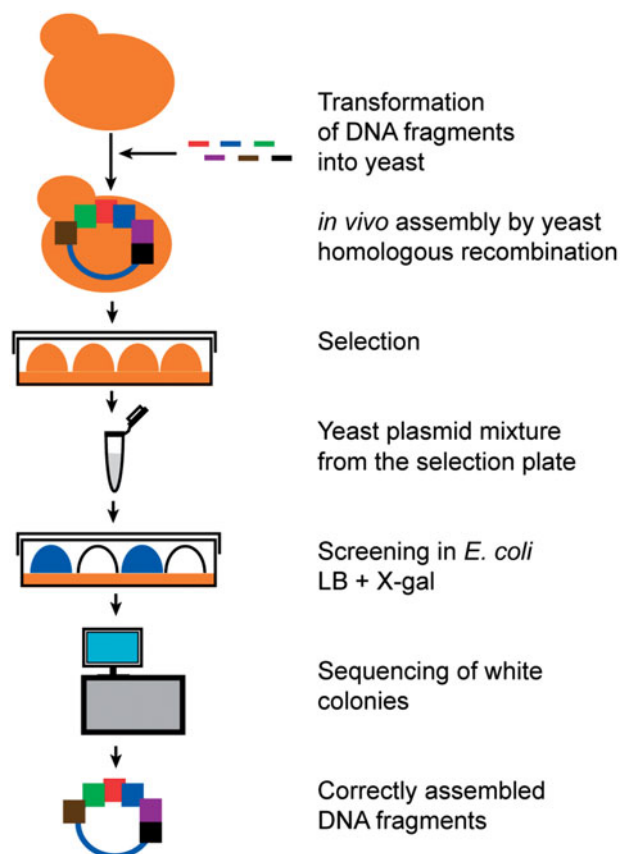 Transformation
of DNA fragments
into yeast
in vivo assembly by yeast
homologous recombination
Selection
Yeast plasmid mixture
from the selection plate
Screening in E. coli
LB + X-gal
Sequencing of white
colonies
Correctly assembled
DNA fragments